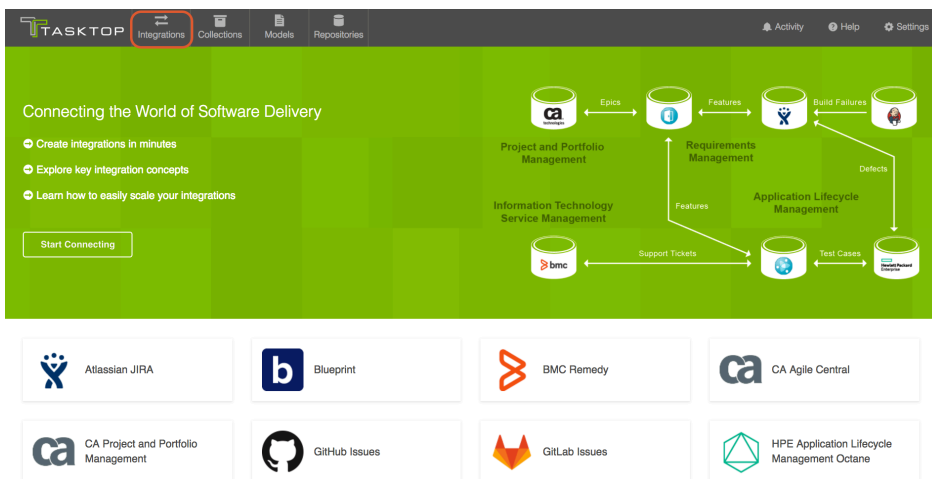 TASKTOP
Integrations
Collections
Models
Repositories
Activity
Help
Settings
Connecting the World of Software Delivery
Create integrations in minutes
Explore key integration concepts
Learn how to easily scale your integrations
Start Connecting
ca
technologies
Epics
Features
Build Failures
Project and Portfolio
Management
Requirements
Management
Defects
Information Technology
Service Management
Features
Application Lifecycle
Management
bmc
Support Tickets
Test Cases
Hewlett Packard
Enterprise
Atlassian JIRA
b
Blueprint
BMC Remedy
ca
CA Agile Central
ca
CA Project and Portfolio
Management
GitHub Issues
GitLab Issues
HPE Application Lifecycle
Management Octane